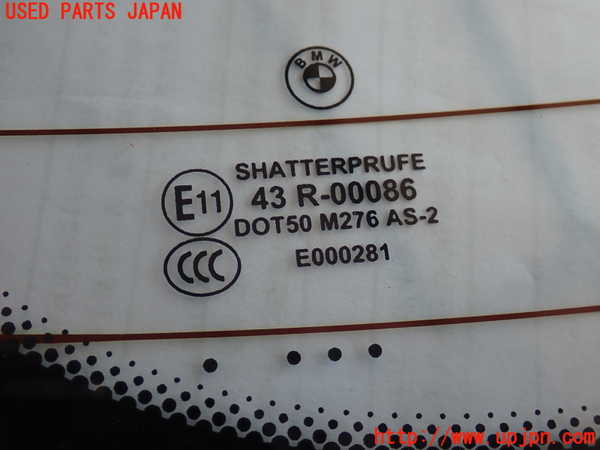 USED PARTS JAPAN
BMW
SHATTERPRUFE
E11 43 R-00086
DOT50 M276 AS-2
CCC E000281
http://www.upjpn.com/